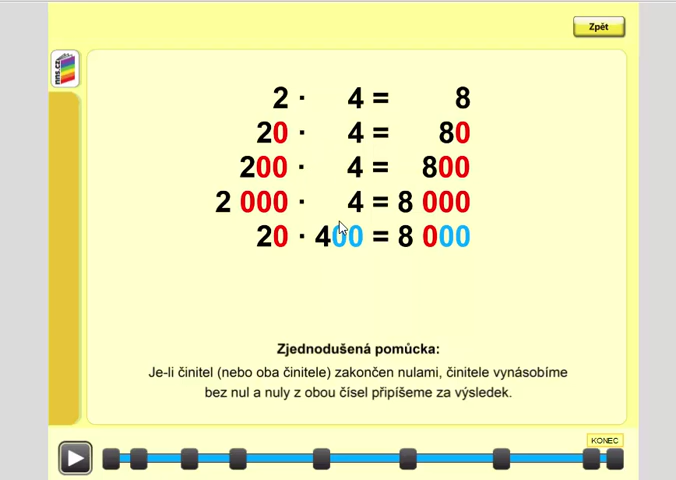 Zpět
nns.cz
2 · 4 = 8
20 · 4 = 80
200 · 4 = 800
2 000 · 4 = 8 000
20 · 400 = 8 000
Zjednodušená pomůcka:
Je-li činitel (nebo oba činitele) zakončen nulami, činitele vynásobíme
bez nul a nuly z obou čísel připíšeme za výsledek.
KONEC